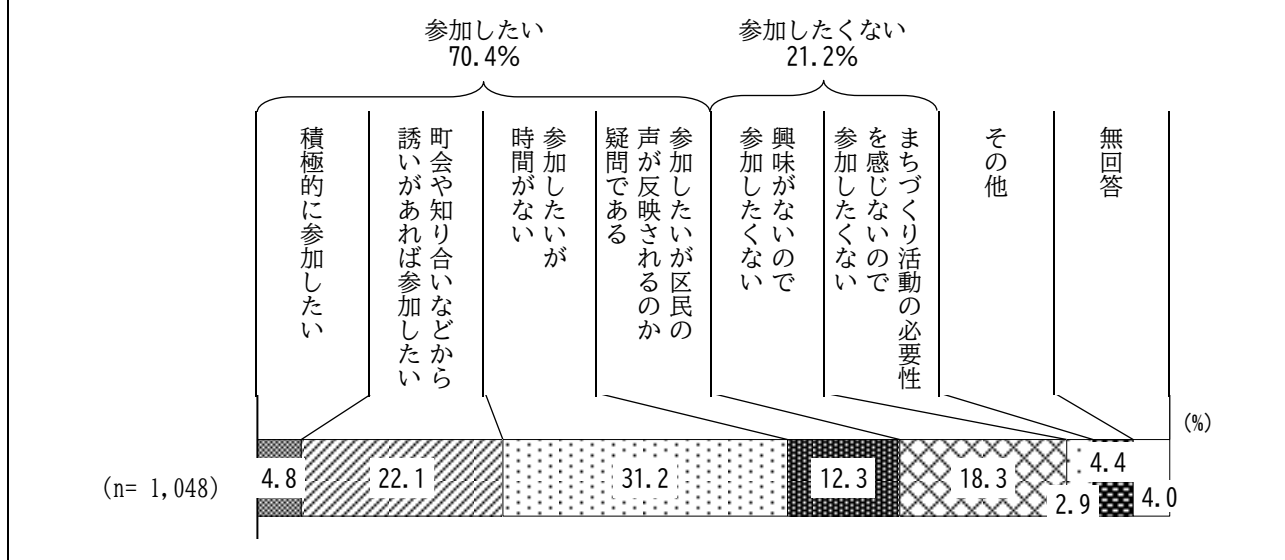 参加したい
70.4%
参加したくない
21.2%
積極的に参加したい
町会や知り合いなどから
誘いがあれば参加したい
参加したいが
時間がない
参加したいが区民の
声が反映されるのか
疑問である
興味がないので
参加したくない
まちづくり活動の必要性
を感じないので
参加したくない
その他
無回答
(%)
(n= 1,048)
4.8
22.1
31.2
12.3
18.3
2.9
4.4
4.0